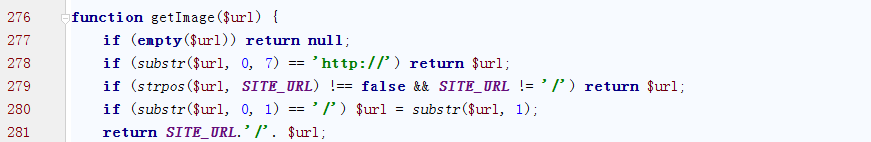 276 function getImage($url) {
277 if (empty($url)) return null;
278 if (substr($url, 0, 7) == 'http://') return $url;
279 if (strpos($url, SITE_URL) !== false && SITE_URL != '/') return $url;
280 if (substr($url, 0, 1) == '/') $url = substr($url, 1);
281 return SITE_URL.'/'. $url;